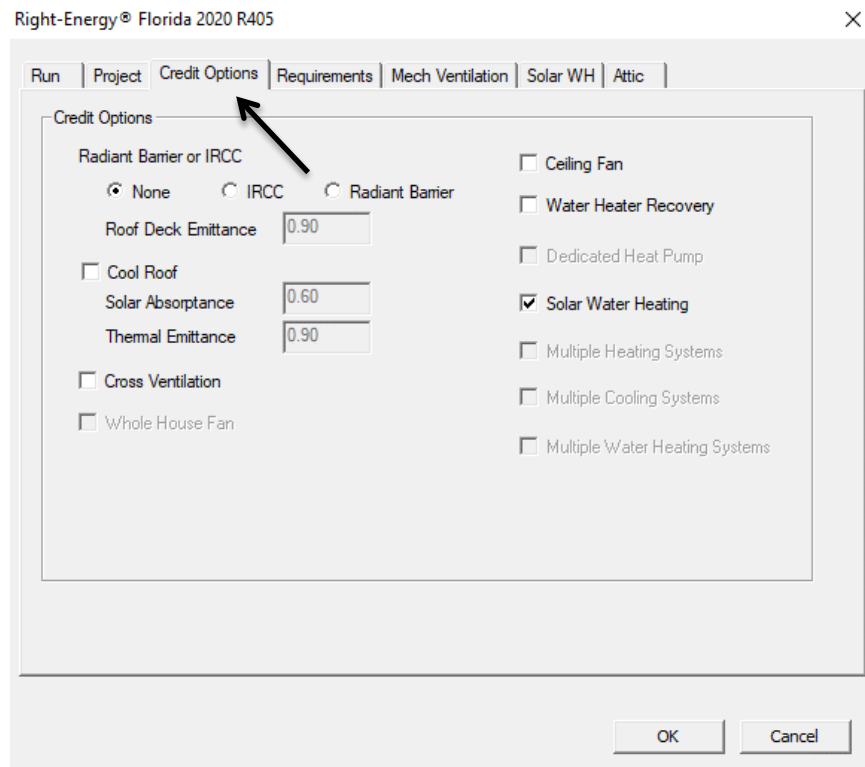 Right-Energy® Florida 2020 R405
Run Project Credit Options Requirements Mech Ventilation Solar WH Attic
Credit Options
Radiant Barrier or IRCC
None IRCC Radiant Barrier
Roof Deck Emittance 0.90
Cool Roof
Solar Absorptance 0.60
Thermal Emittance 0.90
Cross Ventilation
Whole House Fan
Ceiling Fan
Water Heater Recovery
Dedicated Heat Pump
Solar Water Heating
Multiple Heating Systems
Multiple Cooling Systems
Multiple Water Heating Systems
OK Cancel